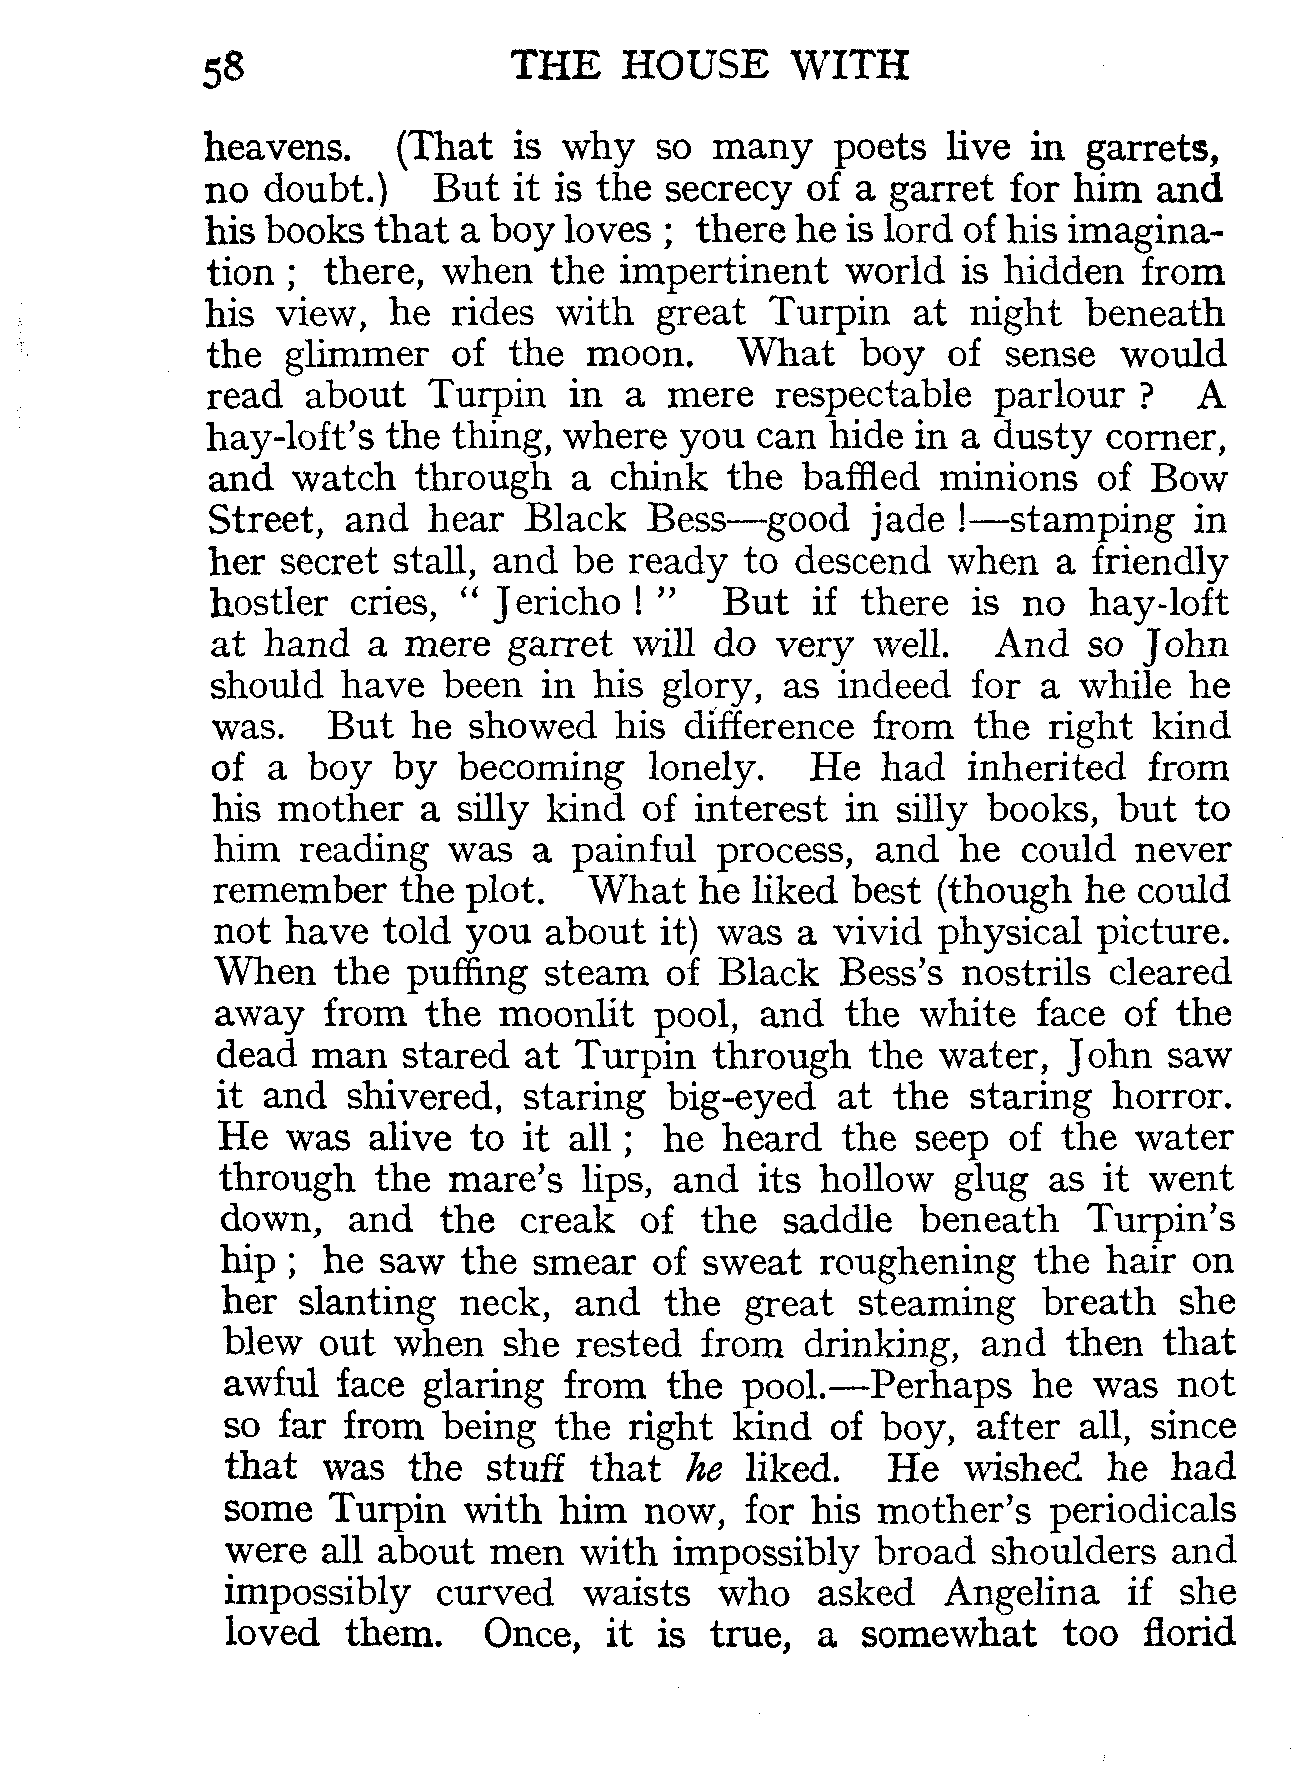 58 THE HOUSE WITH
heavens. (That is why so many poets live in garrets,
no doubt.) But it is the secrecy of a garret for him and
his books that a boy loves ; there he is lord of his imagina-
tion ; there, when the impertinent world is hidden from
his view, he rides with great Turpin at night beneath
the glimmer of the moon. What boy of sense would
read about Turpin in a mere respectable parlour ? A
hay-loft's the thing, where you can hide in a dusty corner,
and watch through a chink the baffled minions of Bow
Street, and hear Black Bess—good jade !—stamping in
her secret stall, and be ready to descend when a friendly
hostler cries, “ Jericho ! ” But if there is no hay-loft
at hand a mere garret will do very well. And so John
should have been in his glory, as indeed for a while he
was. But he showed his difference from the right kind
of a boy by becoming lonely. He had inherited from
his mother a silly kind of interest in silly books, but to
him reading was a painful process, and he could never
remember the plot. What he liked best (though he could
not have told you about it) was a vivid physical picture.
When the puffing steam of Black Bess's nostrils cleared
away from the moonlit pool, and the white face of the
dead man stared at Turpin through the water, John saw
it and shivered, staring big-eyed at the staring horror.
He was alive to it all ; he heard the seep of the water
through the mare's lips, and its hollow glug as it went
down, and the creak of the saddle beneath Turpin's
hip ; he saw the smear of sweat roughening the hair on
her slanting neck, and the great steaming breath she
blew out when she rested from drinking, and then that
awful face glaring from the pool.—Perhaps he was not
so far from being the right kind of boy, after all, since
that was the stuff that he liked. He wished he had
some Turpin with him now, for his mother's periodicals
were all about men with impossibly broad shoulders and
impossibly curved waists who asked Angelina if she
loved them. Once, it is true, a somewhat too florid